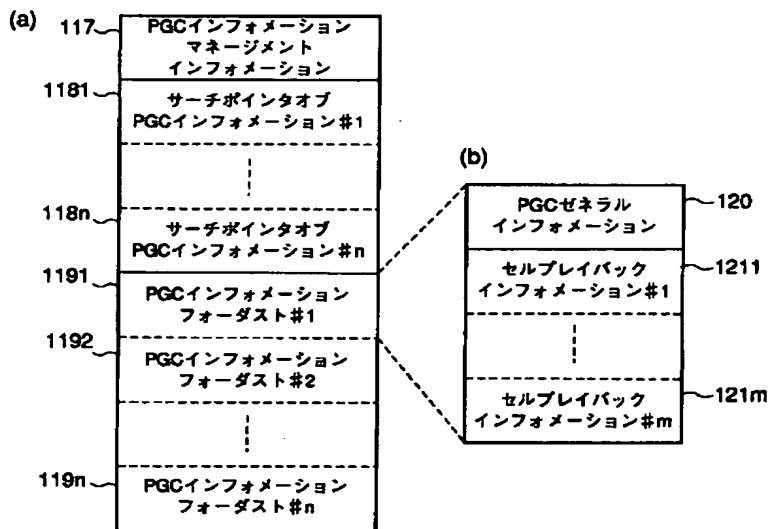 (a)
117
PGCインフォメーション
マネージメント
インフォメーション
1181
サーチポインタオブ
PGCインフォメーション#1
118n
サーチポインタオブ
PGCインフォメーション#n
1191
PGCインフォメーション
フォーダスト#1
1192
PGCインフォメーション
フォーダスト#2
119n
PGCインフォメーション
フォーダスト#n
(b)
PGCゼネラル
インフォメーション
120
セルプレイバック
インフォメーション#1
1211
セルプレイバック
インフォメーション#m
121m